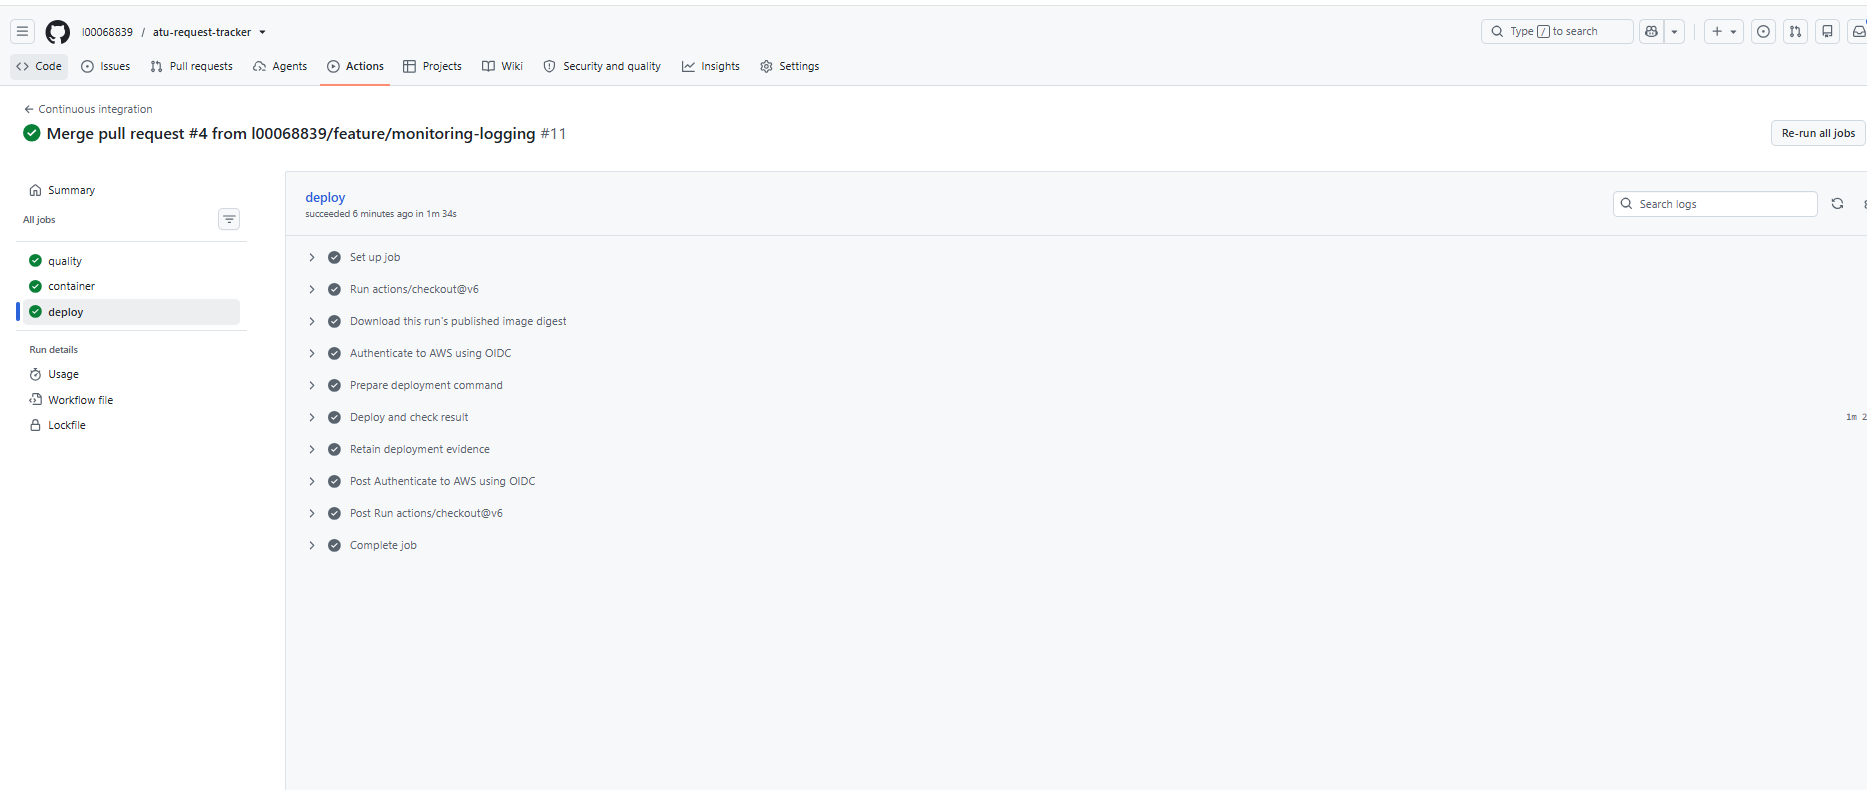 l00068839 / atu-request-tracker
Type / to search
Code Issues Pull requests Agents Actions Projects Wiki Security and quality Insights Settings
Continuous integration
Merge pull request #4 from l00068839/feature/monitoring-logging #11
Re-run all jobs
Summary
All jobs
quality
container
deploy
Run details
Usage
Workflow file
Lockfile
deploy
succeeded 6 minutes ago in 1m 34s
Search logs
Set up job
Run actions/checkout@v6
Download this run's published image digest
Authenticate to AWS using OIDC
Prepare deployment command
Deploy and check result
1m 2
Retain deployment evidence
Post Authenticate to AWS using OIDC
Post Run actions/checkout@v6
Complete job